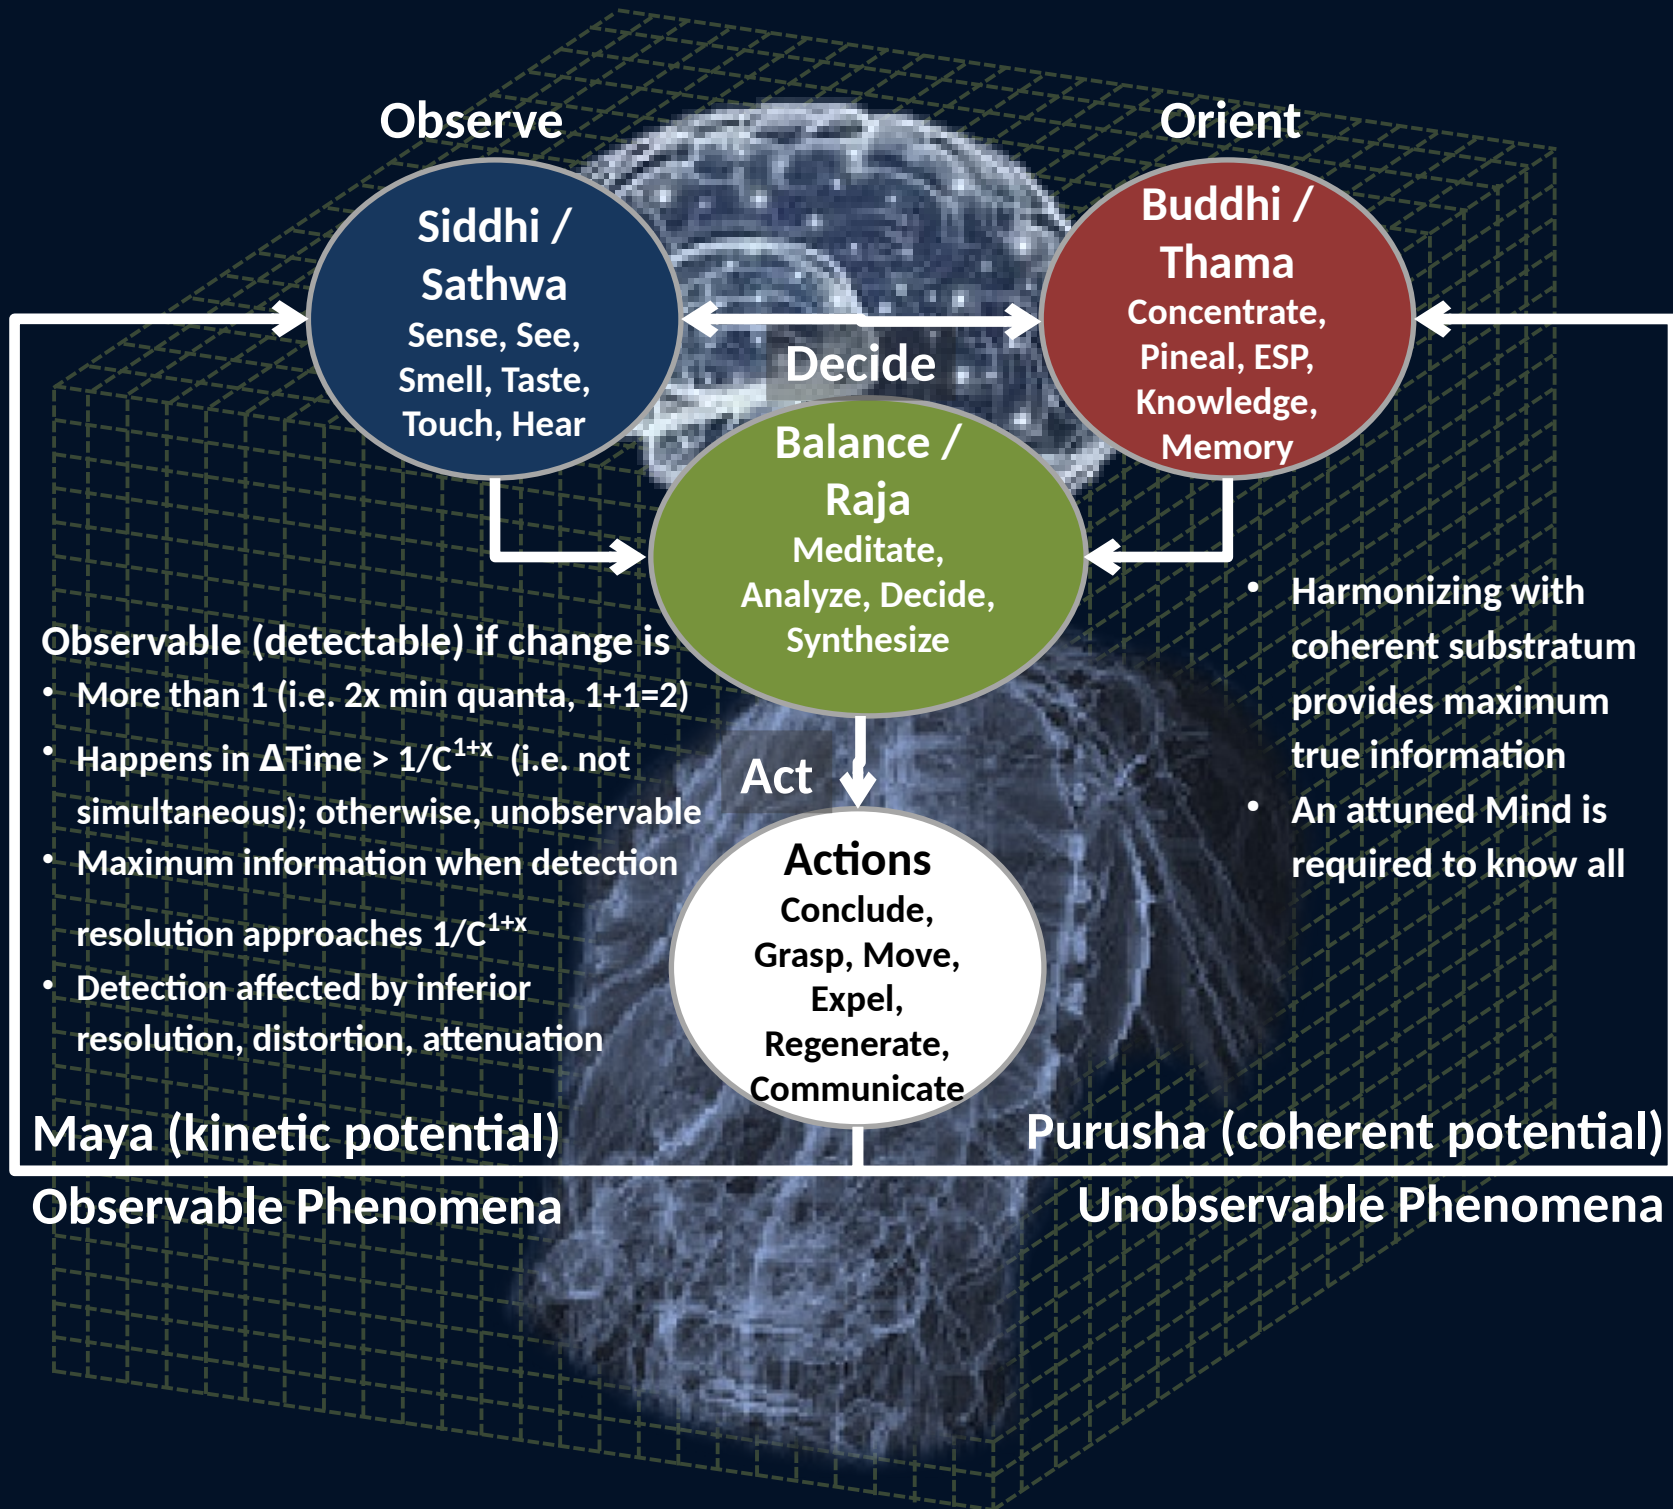 Observe
Orient
Siddhi /
Sathwa
Sense, See,
Smell, Taste,
Touch, Hear
Buddhi /
Thama
Concentrate,
Pineal, ESP,
Knowledge,
Memory
Decide
Balance /
Raja
Meditate,
Analyze, Decide,
Synthesize
Observable (detectable) if change is
• More than 1 (i.e. 2x min quanta, 1+1=2)
• Happens in ΔTime > 1/C^{1+x} (i.e. not
simultaneous); otherwise, unobservable
• Maximum information when detection
resolution approaches 1/C^{1+x}
• Detection affected by inferior
resolution, distortion, attenuation
• Harmonizing with
coherent substratum
provides maximum
true information
• An attuned Mind is
required to know all
Act
Actions
Conclude,
Grasp, Move,
Expel,
Regenerate,
Communicate
Maya (kinetic potential)
Purusha (coherent potential)
Observable Phenomena
Unobservable Phenomena